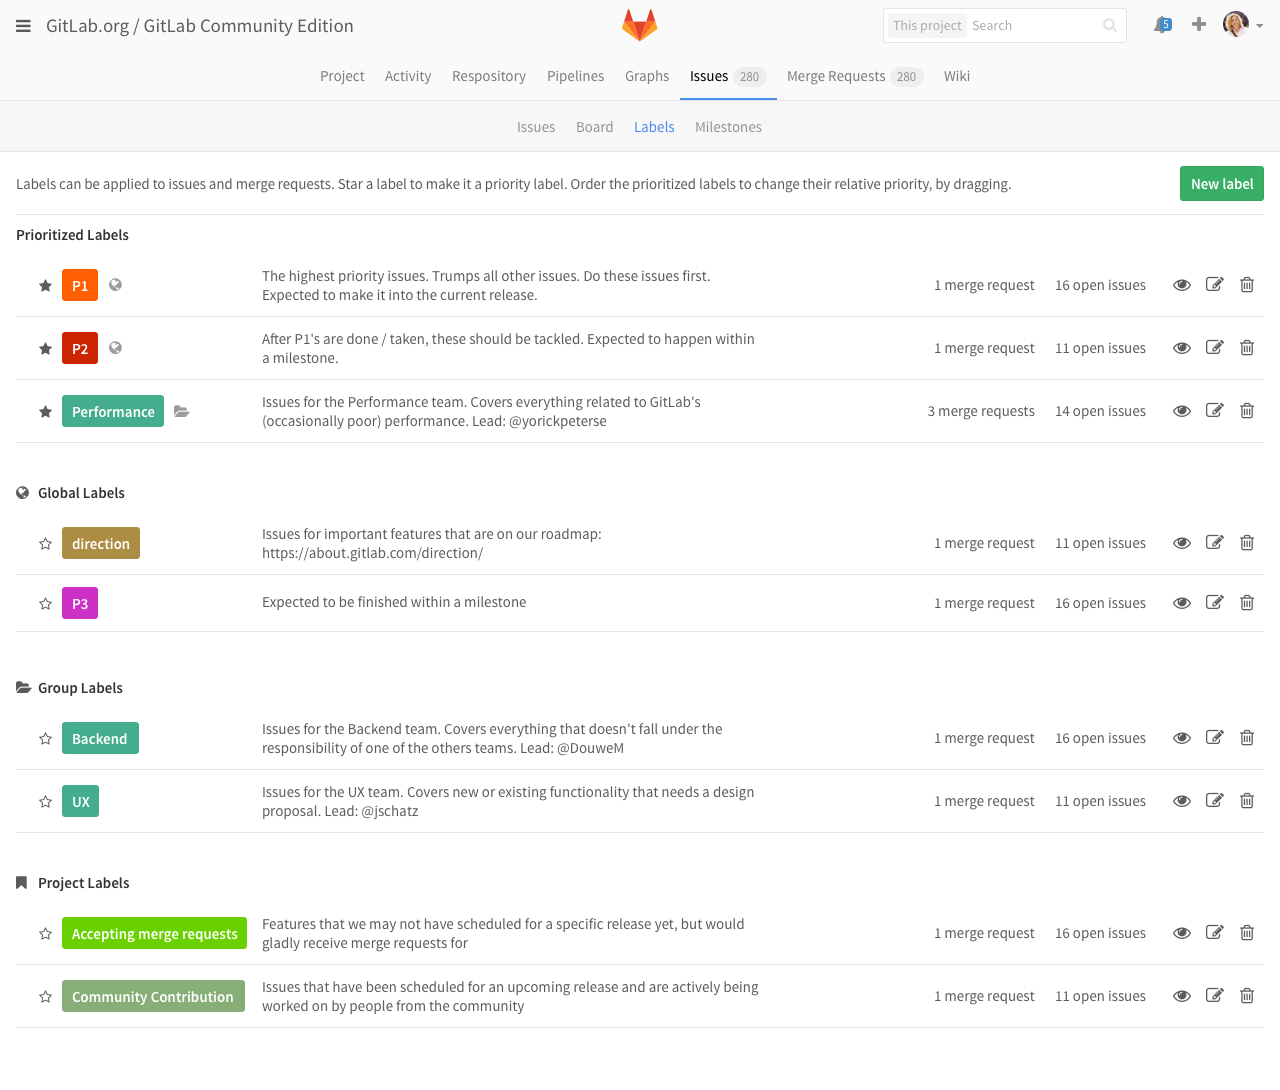 GitLab.org / GitLab Community Edition
This project Search
5
Project Activity Respository Pipelines Graphs Issues 280 Merge Requests 280 Wiki
Issues Board Labels Milestones
Labels can be applied to issues and merge requests. Star a label to make it a priority label. Order the prioritized labels to change their relative priority, by dragging.
New label
Prioritized Labels
P1
The highest priority issues. Trumps all other issues. Do these issues first.
Expected to make it into the current release.
1 merge request 16 open issues
P2
After P1's are done / taken, these should be tackled. Expected to happen within
a milestone.
1 merge request 11 open issues
Performance
Issues for the Performance team. Covers everything related to GitLab's
(occasionally poor) performance. Lead: @yorickpeterse
3 merge requests 14 open issues
Global Labels
direction
Issues for important features that are on our roadmap:
https://about.gitlab.com/direction/
1 merge request 11 open issues
P3
Expected to be finished within a milestone
1 merge request 16 open issues
Group Labels
Backend
Issues for the Backend team. Covers everything that doesn't fall under the
responsibility of one of the others teams. Lead: @DouweM
1 merge request 16 open issues
UX
Issues for the UX team. Covers new or existing functionality that needs a design
proposal. Lead: @jschatz
1 merge request 11 open issues
Project Labels
Accepting merge requests
Features that we may not have scheduled for a specific release yet, but would
gladly receive merge requests for
1 merge request 16 open issues
Community Contribution
Issues that have been scheduled for an upcoming release and are actively being
worked on by people from the community
1 merge request 11 open issues